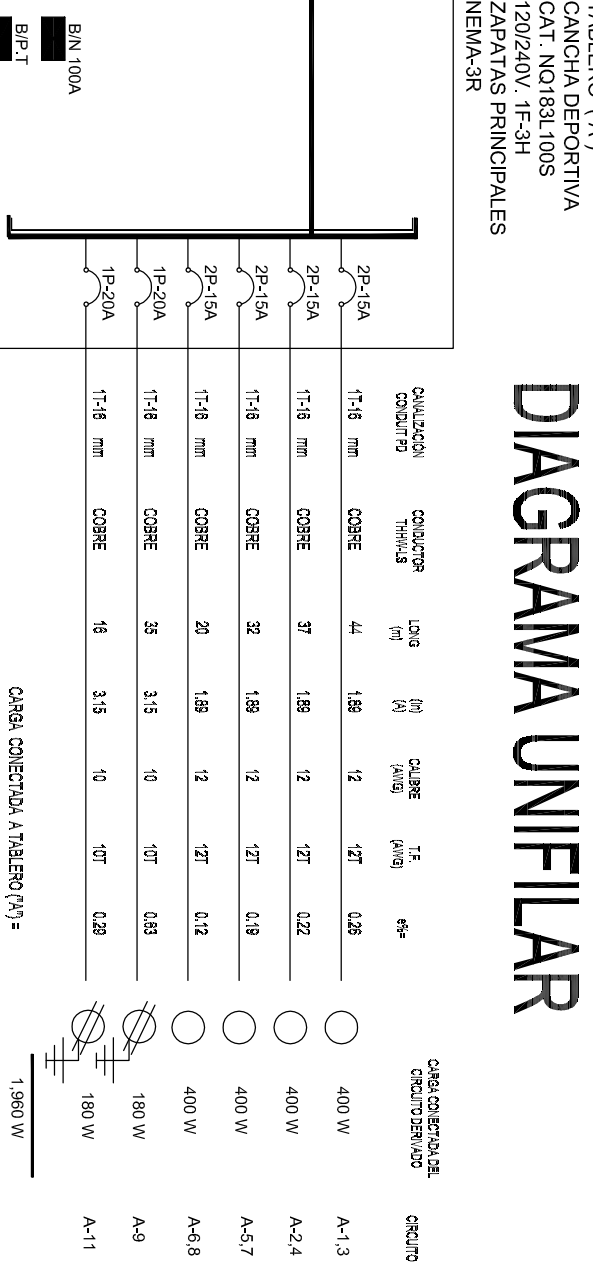 TABLERO ("A")
CANCHA DEPORTIVA
CAT. NQ183L100S
120/240V. 1F-3H
ZAPATAS PRINCIPALES
NEMA-3R
B/N 100A
B/P.T
DIAGRAMA UNIFILAR
CANALIZACIÓN CONDUIT PD CONDUCTOR THHW-LS LONG (m) (In) (A) CALIBRE (AWG) T.F. (AWG) e%= CARGA CONECTADA DEL CIRCUITO DERIVADO CIRCUITO
2P-15A 1T-16 mm COBRE 44 1.89 12 12T 0.26 400 W A-1,3
2P-15A 1T-16 mm COBRE 37 1.89 12 12T 0.22 400 W A-2,4
2P-15A 1T-16 mm COBRE 32 1.89 12 12T 0.19 400 W A-5,7
2P-15A 1T-16 mm COBRE 20 1.89 12 12T 0.12 400 W A-6,8
1P-20A 1T-16 mm COBRE 35 3.15 10 10T 0.63 180 W A-9
1P-20A 1T-16 mm COBRE 16 3.15 10 10T 0.29 180 W A-11
CARGA CONECTADA A TABLERO ("A") = 1,960 W